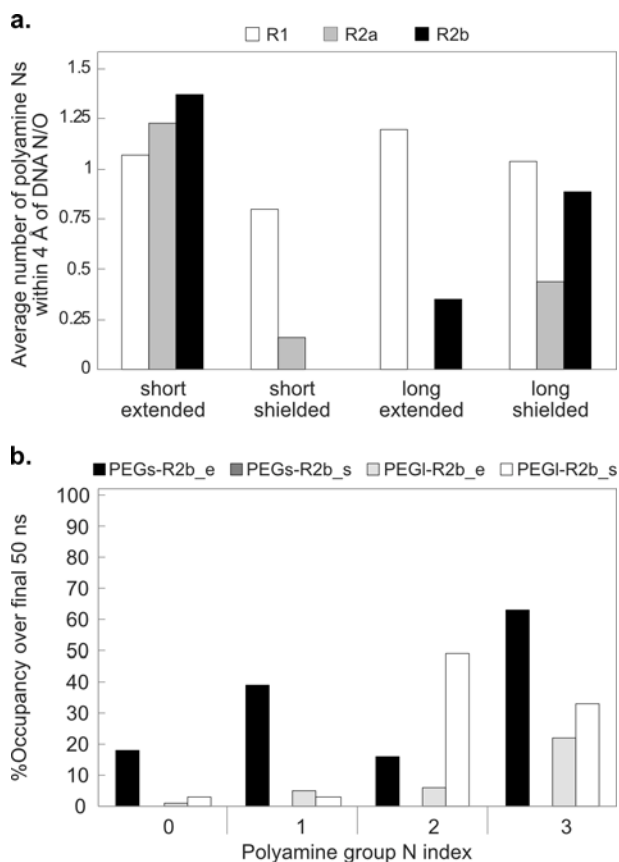 a.
R1 R2a R2b
Average number of polyamine Ns
within 4 Å of DNA N/O
1.5
1.25
1
0.75
0.5
0.25
0
short extended
short shielded
long extended
long shielded
b.
PEGs-R2b_e PEGs-R2b_s PEGl-R2b_e PEGl-R2b_s
%Occupancy over final 50 ns
100
90
80
70
60
50
40
30
20
10
0
0 1 2 3
Polyamine group N index